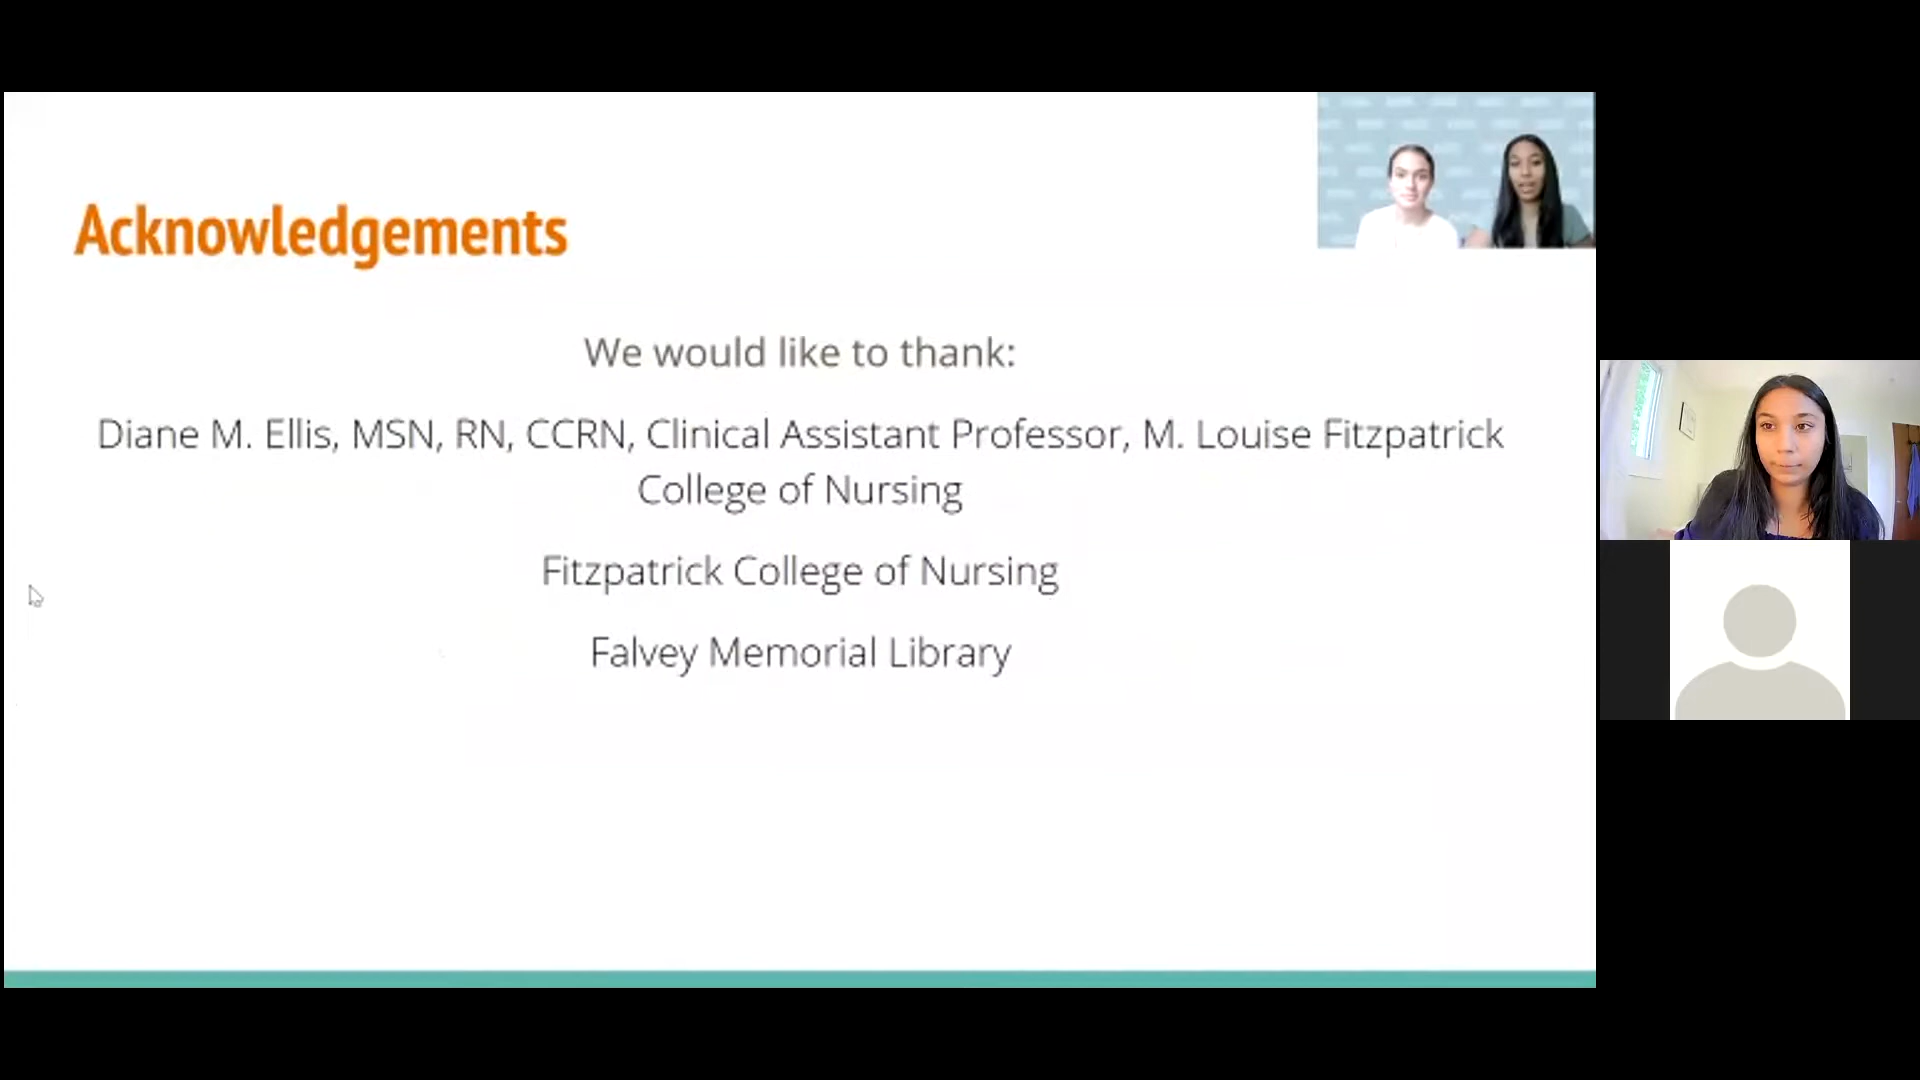 Acknowledgements
We would like to thank:
Diane M. Ellis, MSN, RN, CCRN, Clinical Assistant Professor, M. Louise Fitzpatrick
College of Nursing
Fitzpatrick College of Nursing
Falvey Memorial Library